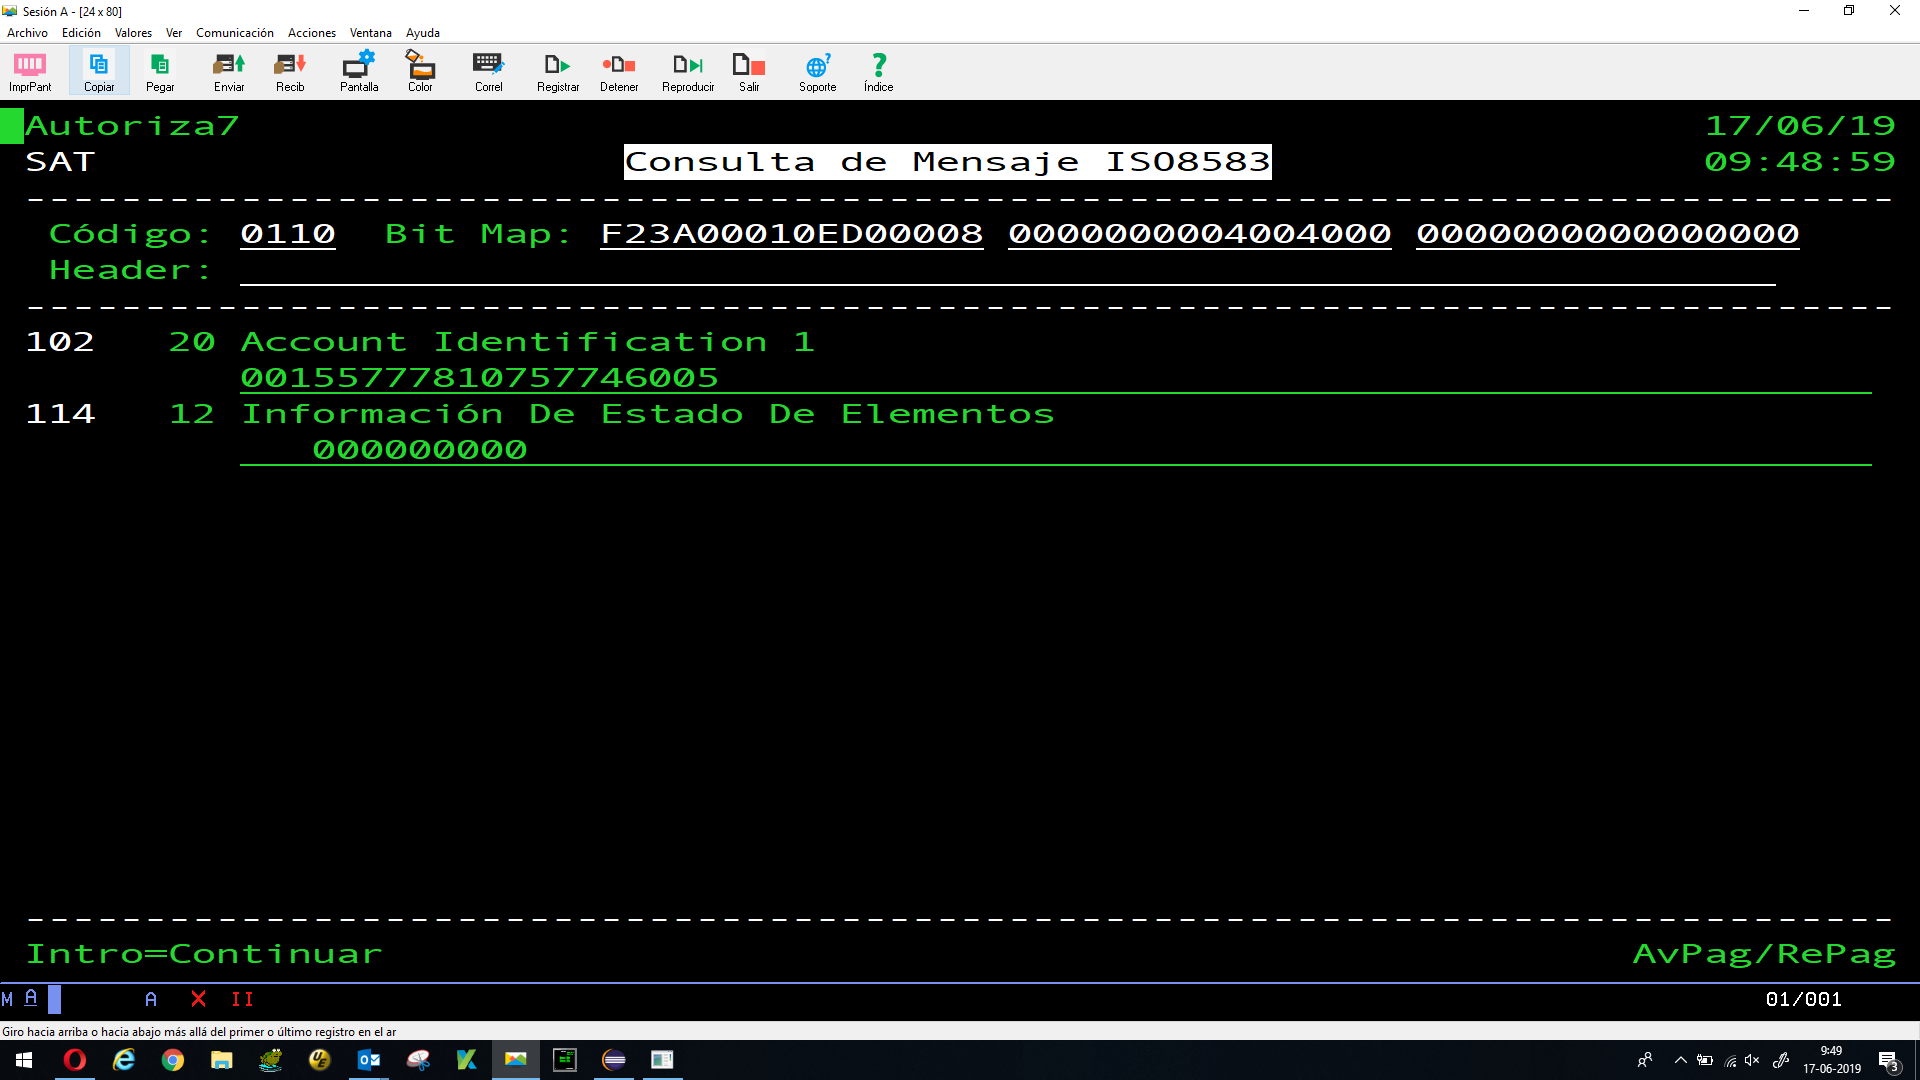 Sesión A - [24 x 80]
Archivo Edición Valores Ver Comunicación Acciones Ventana Ayuda
ImprPant Copiar Pegar Enviar Recib Pantalla Color Correl Registrar Detener Reproducir Salir Soporte Índice
Autoriza7 17/06/19
SAT Consulta de Mensaje ISO8583 09:48:59
Código: 0110 Bit Map: F23A00010ED00008 0000000004004000 0000000000000000
Header:
102 20 Account Identification 1
00155777810757746005
114 12 Información De Estado De Elementos
000000000
Intro=Continuar AvPag/RePag
M A A X II 01/001
Giro hacia arriba o hacia abajo más allá del primer o último registro en el ar
9:49
17-06-2019
3